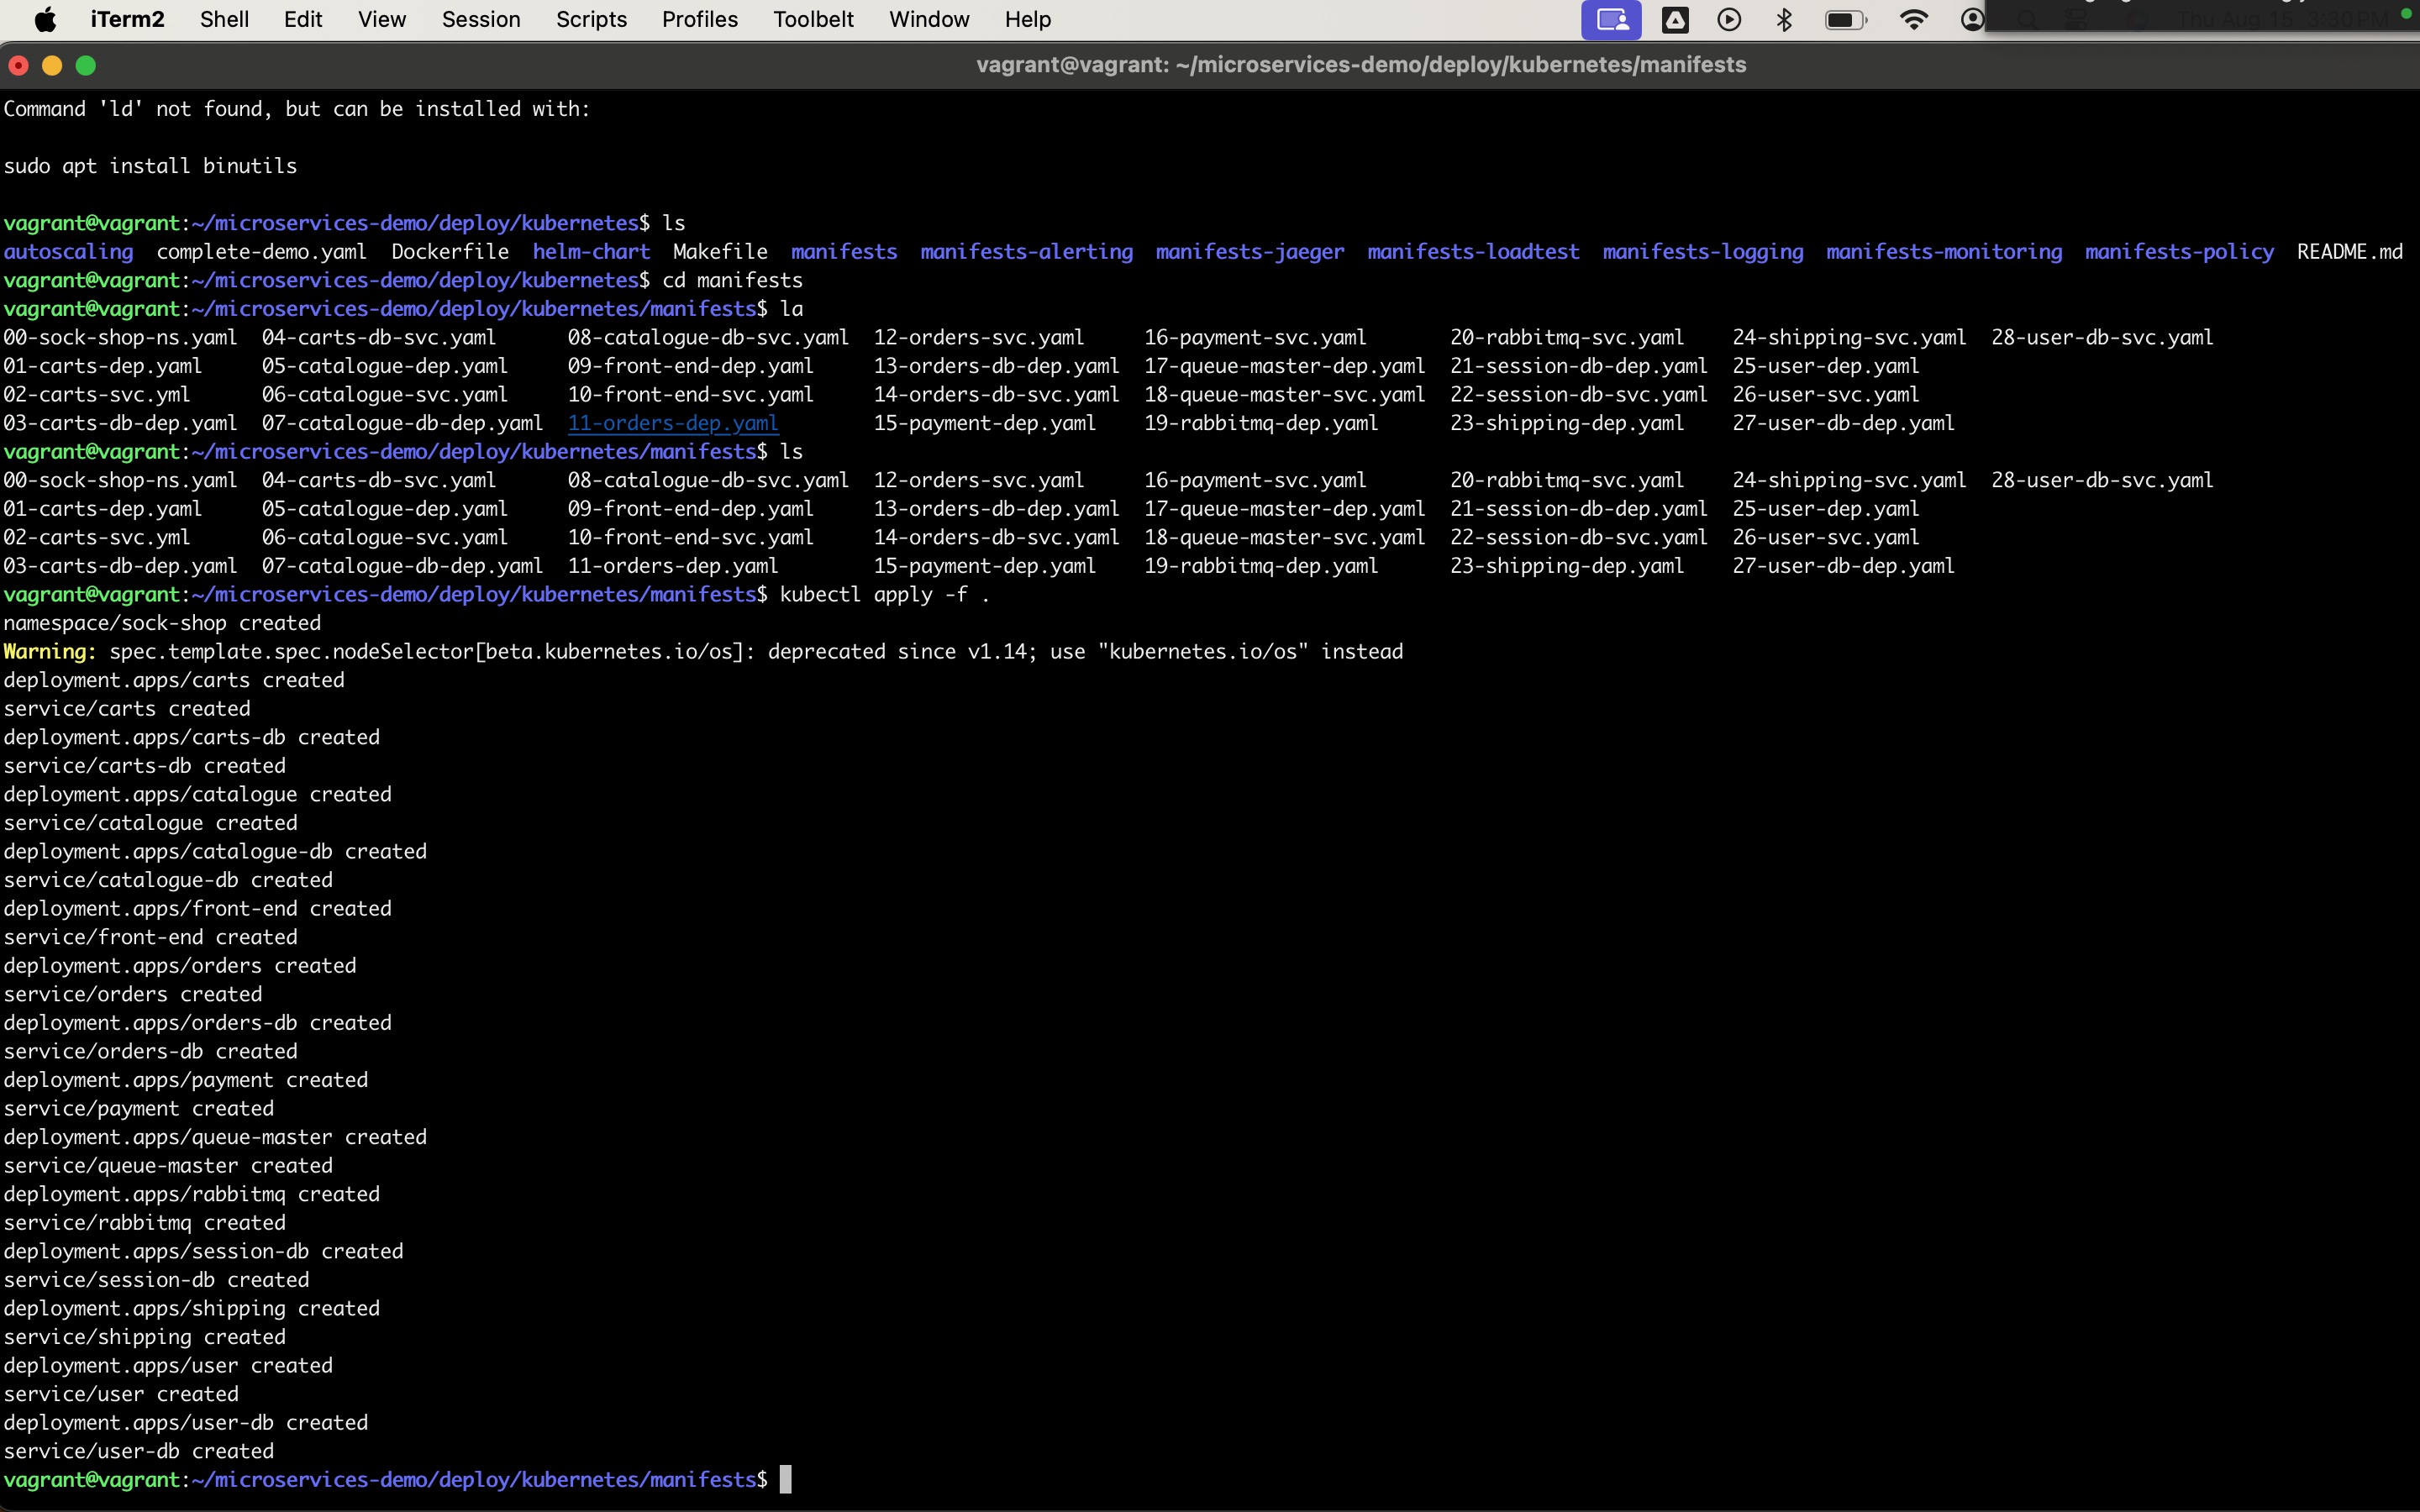 iTerm2 Shell Edit View Session Scripts Profiles Toolbelt Window Help Thu Aug 15 3:30 PM
vagrant@vagrant: ~/microservices-demo/deploy/kubernetes/manifests
Command 'ld' not found, but can be installed with:
sudo apt install binutils
vagrant@vagrant:~/microservices-demo/deploy/kubernetes$ ls
autoscaling complete-demo.yaml Dockerfile helm-chart Makefile manifests manifests-alerting manifests-jaeger manifests-loadtest manifests-logging manifests-monitoring manifests-policy README.md
vagrant@vagrant:~/microservices-demo/deploy/kubernetes$ cd manifests
vagrant@vagrant:~/microservices-demo/deploy/kubernetes/manifests$ la
00-sock-shop-ns.yaml 04-carts-db-svc.yaml 08-catalogue-db-svc.yaml 12-orders-svc.yaml 16-payment-svc.yaml 20-rabbitmq-svc.yaml 24-shipping-svc.yaml 28-user-db-svc.yaml
01-carts-dep.yaml 05-catalogue-dep.yaml 09-front-end-dep.yaml 13-orders-db-dep.yaml 17-queue-master-dep.yaml 21-session-db-dep.yaml 25-user-dep.yaml
02-carts-svc.yml 06-catalogue-svc.yaml 10-front-end-svc.yaml 14-orders-db-svc.yaml 18-queue-master-svc.yaml 22-session-db-svc.yaml 26-user-svc.yaml
03-carts-db-dep.yaml 07-catalogue-db-dep.yaml 11-orders-dep.yaml 15-payment-dep.yaml 19-rabbitmq-dep.yaml 23-shipping-dep.yaml 27-user-db-dep.yaml
vagrant@vagrant:~/microservices-demo/deploy/kubernetes/manifests$ ls
00-sock-shop-ns.yaml 04-carts-db-svc.yaml 08-catalogue-db-svc.yaml 12-orders-svc.yaml 16-payment-svc.yaml 20-rabbitmq-svc.yaml 24-shipping-svc.yaml 28-user-db-svc.yaml
01-carts-dep.yaml 05-catalogue-dep.yaml 09-front-end-dep.yaml 13-orders-db-dep.yaml 17-queue-master-dep.yaml 21-session-db-dep.yaml 25-user-dep.yaml
02-carts-svc.yml 06-catalogue-svc.yaml 10-front-end-svc.yaml 14-orders-db-svc.yaml 18-queue-master-svc.yaml 22-session-db-svc.yaml 26-user-svc.yaml
03-carts-db-dep.yaml 07-catalogue-db-dep.yaml 11-orders-dep.yaml 15-payment-dep.yaml 19-rabbitmq-dep.yaml 23-shipping-dep.yaml 27-user-db-dep.yaml
vagrant@vagrant:~/microservices-demo/deploy/kubernetes/manifests$ kubectl apply -f .
namespace/sock-shop created
Warning: spec.template.spec.nodeSelector[beta.kubernetes.io/os]: deprecated since v1.14; use "kubernetes.io/os" instead
deployment.apps/carts created
service/carts created
deployment.apps/carts-db created
service/carts-db created
deployment.apps/catalogue created
service/catalogue created
deployment.apps/catalogue-db created
service/catalogue-db created
deployment.apps/front-end created
service/front-end created
deployment.apps/orders created
service/orders created
deployment.apps/orders-db created
service/orders-db created
deployment.apps/payment created
service/payment created
deployment.apps/queue-master created
service/queue-master created
deployment.apps/rabbitmq created
service/rabbitmq created
deployment.apps/session-db created
service/session-db created
deployment.apps/shipping created
service/shipping created
deployment.apps/user created
service/user created
deployment.apps/user-db created
service/user-db created
vagrant@vagrant:~/microservices-demo/deploy/kubernetes/manifests$